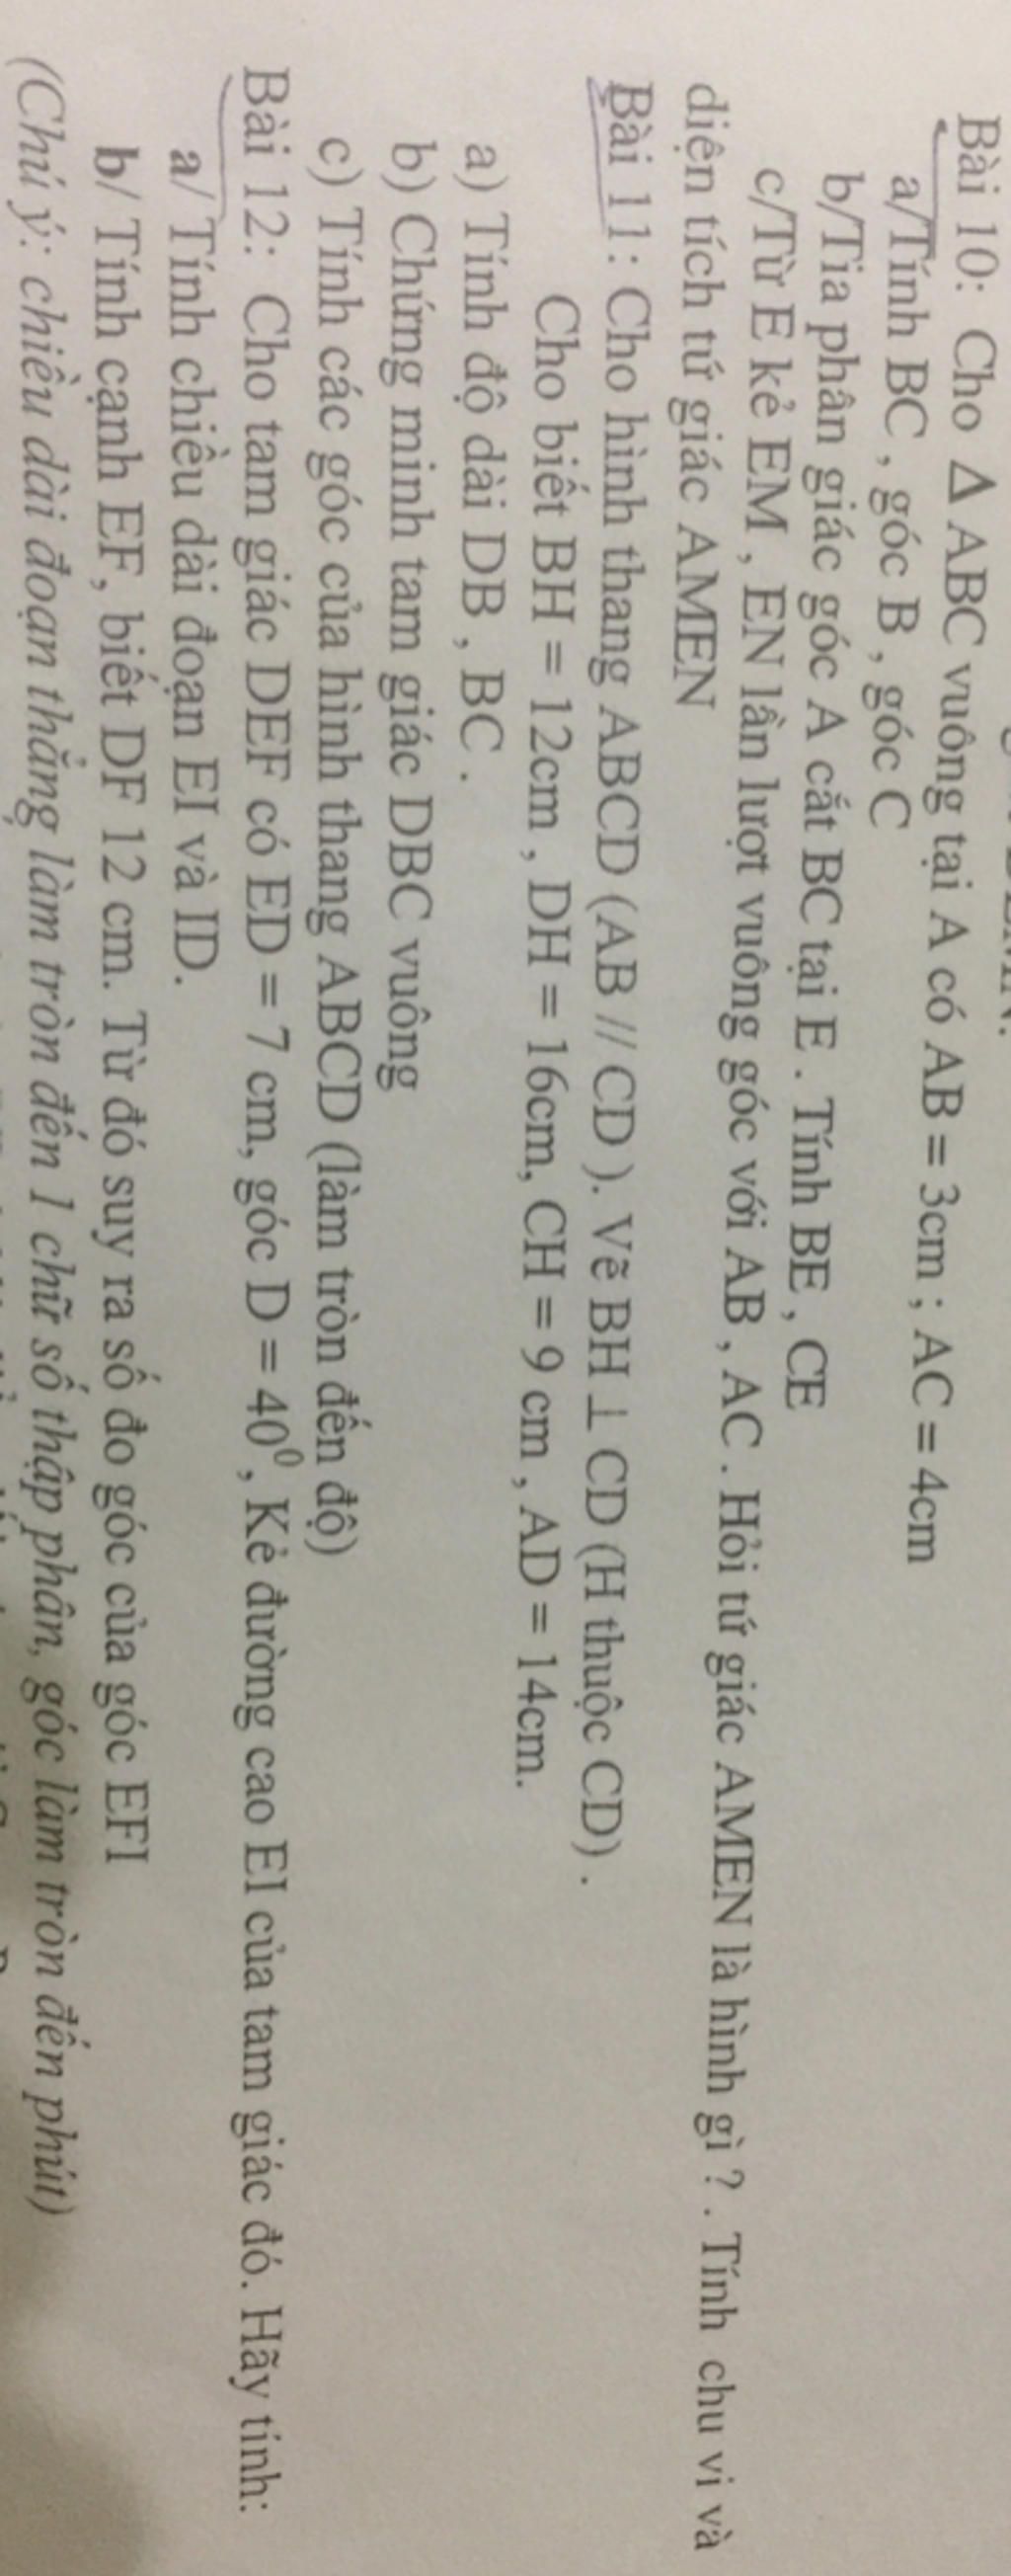 Bài 10: Cho Δ ABC vuông tại A có AB = 3cm ; AC = 4cm
a/Tính BC , góc B , góc C
b/Tia phân giác góc A cắt BC tại E . Tính BE , CE
c/Từ E kẻ EM , EN lần lượt vuông góc với AB , AC . Hỏi tứ giác AMEN là hình gì ? . Tính chu vi và
diện tích tứ giác AMEN
Bài 11: Cho hình thang ABCD (AB // CD ). Vẽ BH ⊥ CD (H thuộc CD) .
Cho biết BH = 12cm , DH = 16cm, CH = 9 cm , AD = 14cm.
a) Tính độ dài DB , BC .
b) Chứng minh tam giác DBC vuông
c) Tính các góc của hình thang ABCD (làm tròn đến độ)
Bài 12: Cho tam giác DEF có ED = 7 cm, góc D = 40⁰, Kẻ đường cao EI của tam giác đó. Hãy tính:
a/ Tính chiều dài đoạn EI và ID.
b/ Tính cạnh EF, biết DF 12 cm. Từ đó suy ra số đo góc của góc EFI
(Chú ý: chiều dài đoạn thẳng làm tròn đến 1 chữ số thập phân, góc làm tròn đến phút)